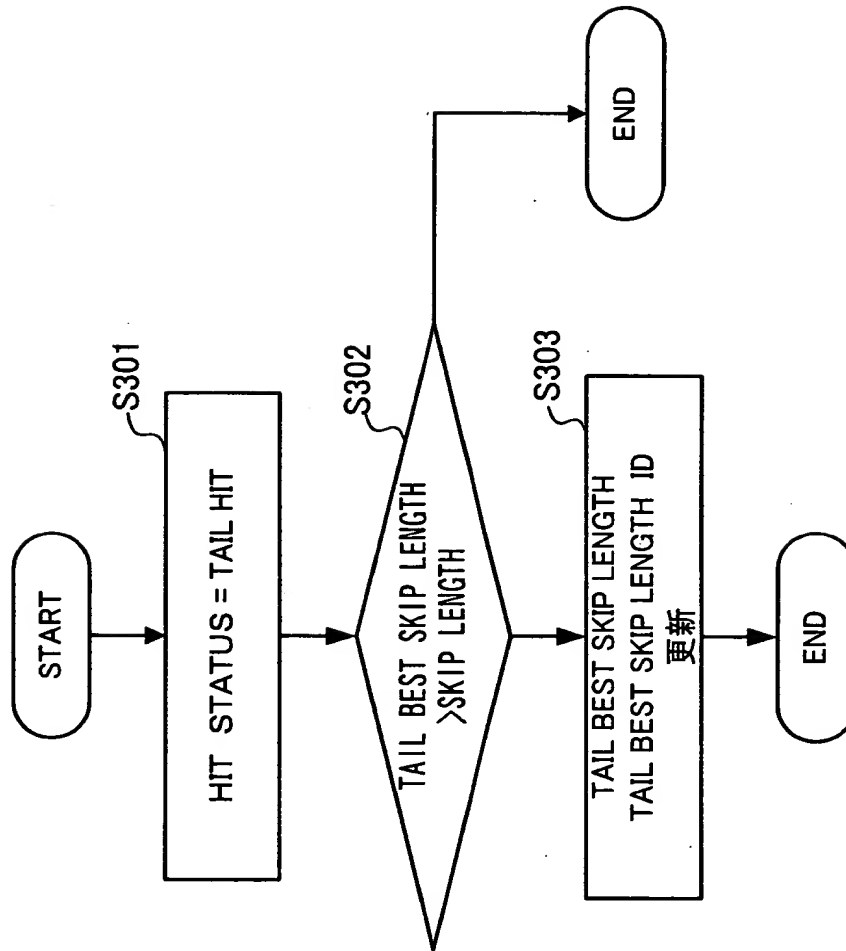 START
S301
HIT STATUS = TAIL HIT
S302
TAIL BEST SKIP LENGTH
>SKIP LENGTH
END
S303
TAIL BEST SKIP LENGTH
TAIL BEST SKIP LENGTH ID
更新
END